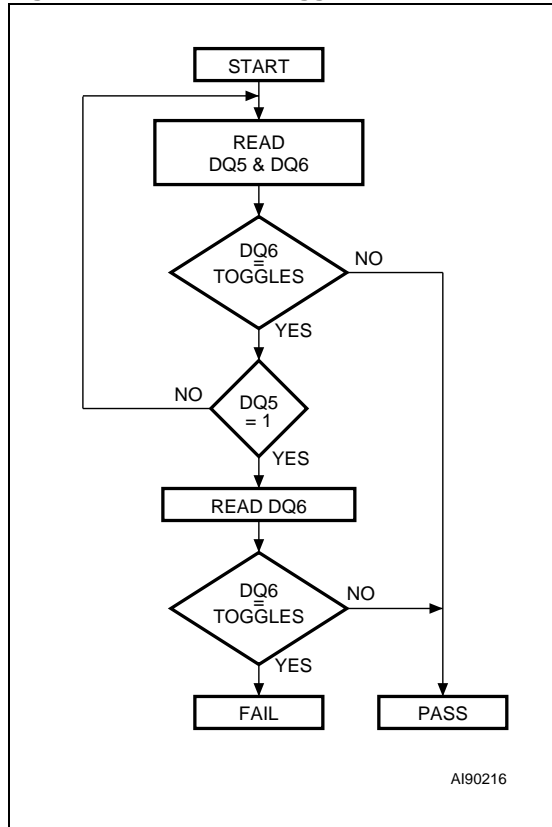 START
READ
DQ5 & DQ6
DQ6
=
TOGGLES
NO
YES
NO
DQ5
= 1
YES
READ DQ6
DQ6
=
TOGGLES
NO
YES
FAIL
PASS
AI90216